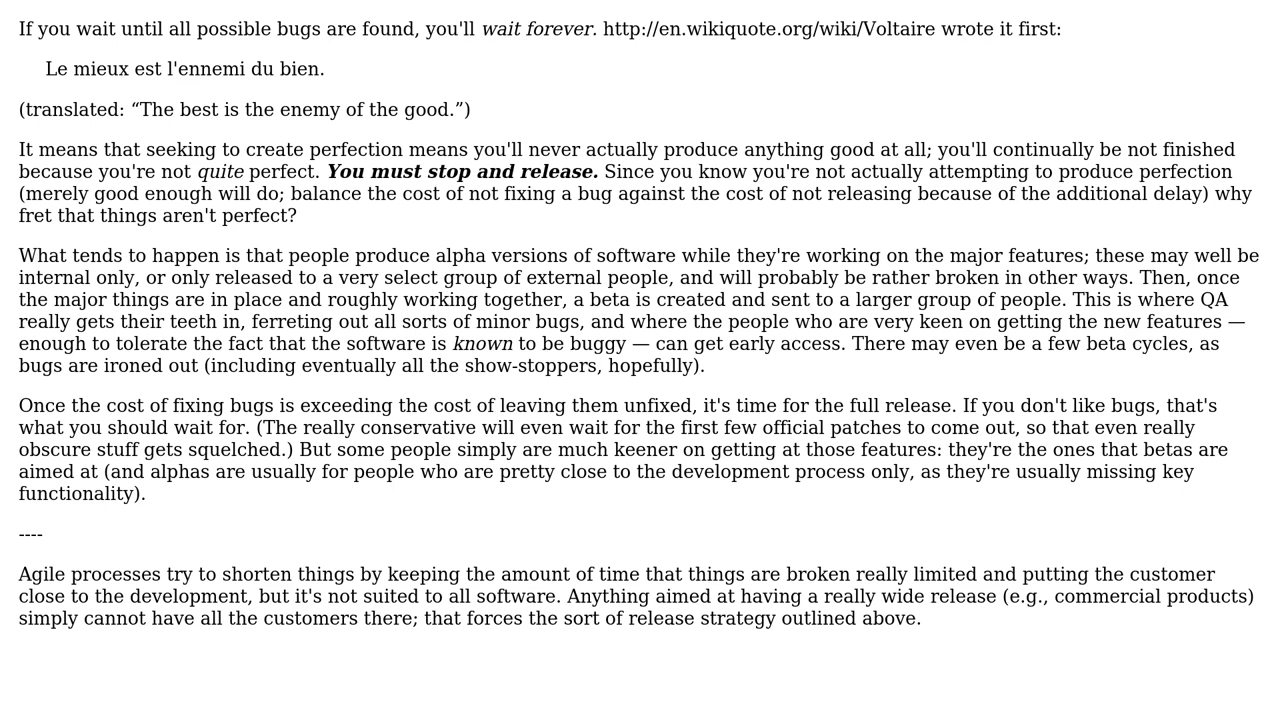 If you wait until all possible bugs are found, you'll wait forever. http://en.wikiquote.org/wiki/Voltaire wrote it first:
Le mieux est l'ennemi du bien.
(translated: “The best is the enemy of the good.”)
It means that seeking to create perfection means you'll never actually produce anything good at all; you'll continually be not finished
because you're not quite perfect. You must stop and release. Since you know you're not actually attempting to produce perfection
(merely good enough will do; balance the cost of not fixing a bug against the cost of not releasing because of the additional delay) why
fret that things aren't perfect?
What tends to happen is that people produce alpha versions of software while they're working on the major features; these may well be
internal only, or only released to a very select group of external people, and will probably be rather broken in other ways. Then, once
the major things are in place and roughly working together, a beta is created and sent to a larger group of people. This is where QA
really gets their teeth in, ferreting out all sorts of minor bugs, and where the people who are very keen on getting the new features —
enough to tolerate the fact that the software is known to be buggy — can get early access. There may even be a few beta cycles, as
bugs are ironed out (including eventually all the show-stoppers, hopefully).
Once the cost of fixing bugs is exceeding the cost of leaving them unfixed, it's time for the full release. If you don't like bugs, that's
what you should wait for. (The really conservative will even wait for the first few official patches to come out, so that even really
obscure stuff gets squelched.) But some people simply are much keener on getting at those features: they're the ones that betas are
aimed at (and alphas are usually for people who are pretty close to the development process only, as they're usually missing key
functionality).
----
Agile processes try to shorten things by keeping the amount of time that things are broken really limited and putting the customer
close to the development, but it's not suited to all software. Anything aimed at having a really wide release (e.g., commercial products)
simply cannot have all the customers there; that forces the sort of release strategy outlined above.